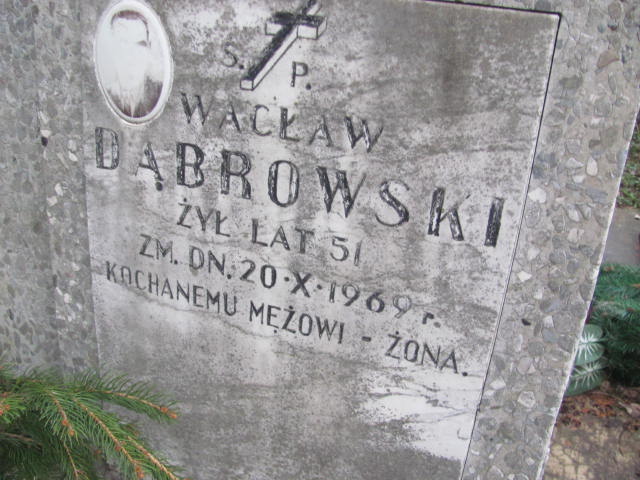 Ś. P.
WACŁAW
DĄBROWSKI
ŻYŁ LAT 51
ZM. DN. 20·X·1969 r.
KOCHANEMU MĘŻOWI - ŻONA.